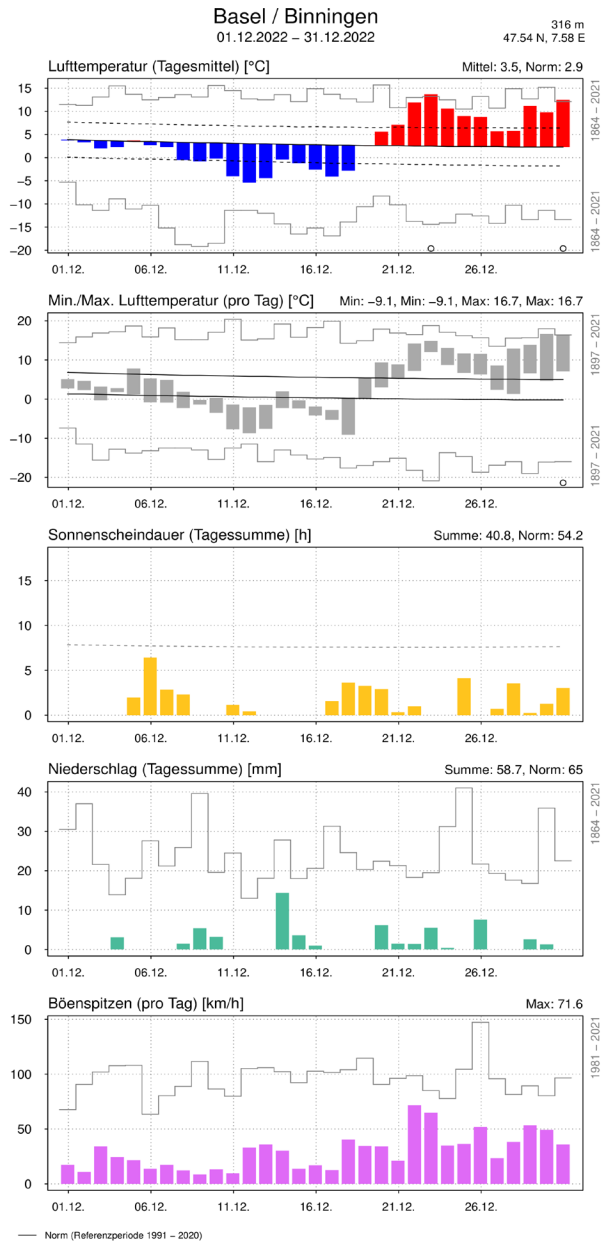 Basel / Binningen
01.12.2022 – 31.12.2022
316 m
47.54 N, 7.58 E
Lufttemperatur (Tagesmittel) [°C]
Mittel: 3.5, Norm: 2.9
15
10
5
0
−5
−10
−15
−20
1864 – 2021
1864 – 2021
01.12. 06.12. 11.12. 16.12. 21.12. 26.12.
Min./Max. Lufttemperatur (pro Tag) [°C]
Min: −9.1, Min: −9.1, Max: 16.7, Max: 16.7
20
10
0
−10
−20
1897 – 2021
1897 – 2021
01.12. 06.12. 11.12. 16.12. 21.12. 26.12.
Sonnenscheindauer (Tagessumme) [h]
Summe: 40.8, Norm: 54.2
15
10
5
0
01.12. 06.12. 11.12. 16.12. 21.12. 26.12.
Niederschlag (Tagessumme) [mm]
Summe: 58.7, Norm: 65
40
30
20
10
0
1864 – 2021
01.12. 06.12. 11.12. 16.12. 21.12. 26.12.
Böenspitzen (pro Tag) [km/h]
Max: 71.6
150
100
50
0
1981 – 2021
01.12. 06.12. 11.12. 16.12. 21.12. 26.12.
Norm (Referenzperiode 1991 – 2020)